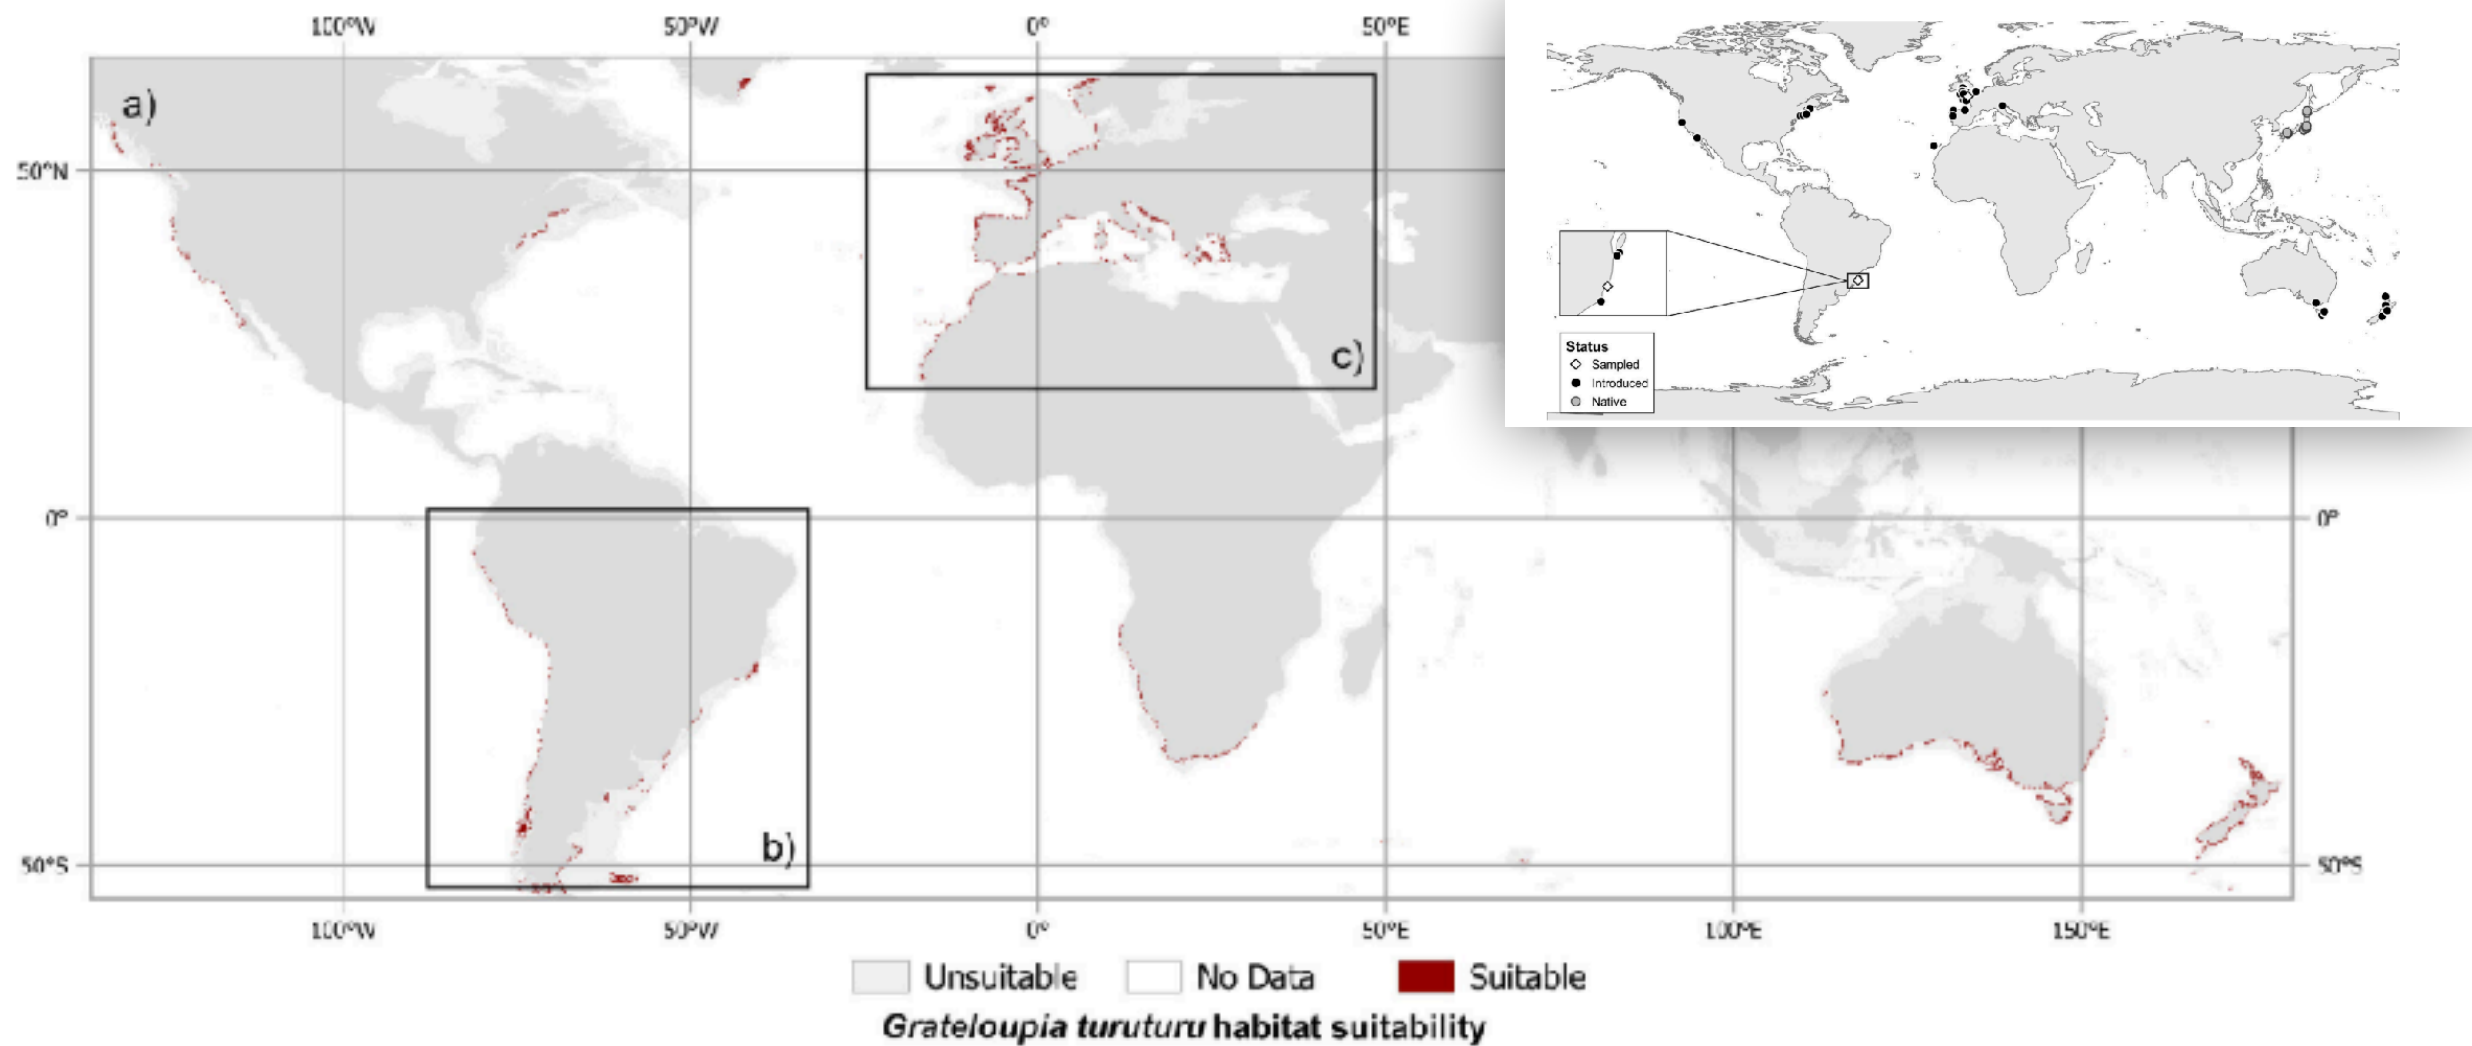 100°W 50°W 0° 50°E
a)
50°N
c)
Status
Sampled
Introduced
Native
0° 0°
b)
50°S 50°S
100°W 50°W 0° 50°E 100°E 150°E
Unsuitable No Data Suitable
Grateloupia turuturu habitat suitability